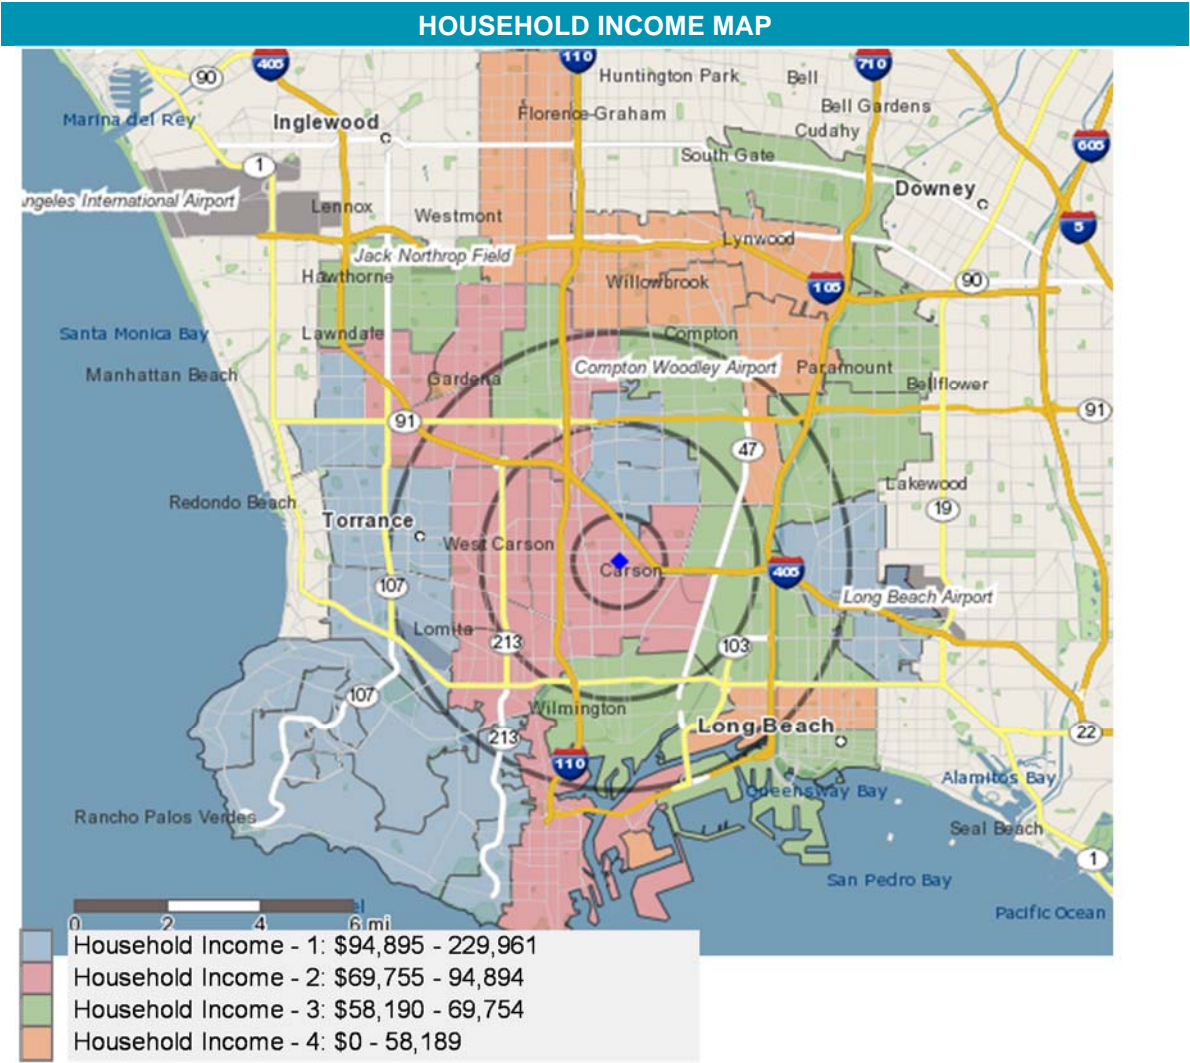 HOUSEHOLD INCOME MAP
405
110
710
90
Huntington Park
Bell
Bell Gardens
Florence-Graham
Marina del Rey
Inglewood
Cudahy
605
South Gate
1
Downey
ngeles International Airport
Lennox
Westmont
5
Lynwood
Jack Northrop Field
Hawthorne
Willowbrook
105
90
Santa Monica Bay
Lawndale
Compton
Manhattan Beach
Compton Woodley Airport
Paramount
Gardena
Bellflower
91
91
47
Lakewood
Redondo Beach
19
Torrance
West Carson
Carson
405
107
Long Beach Airport
Lomita
213
103
107
Wilmington
Long Beach
213
22
110
Alamitos Bay
Queensway Bay
Rancho Palos Verdes
Seal Beach
1
San Pedro Bay
el
Pacific Ocean
0 2 4 6 mi
Household Income - 1: $94,895 - 229,961
Household Income - 2: $69,755 - 94,894
Household Income - 3: $58,190 - 69,754
Household Income - 4: $0 - 58,189